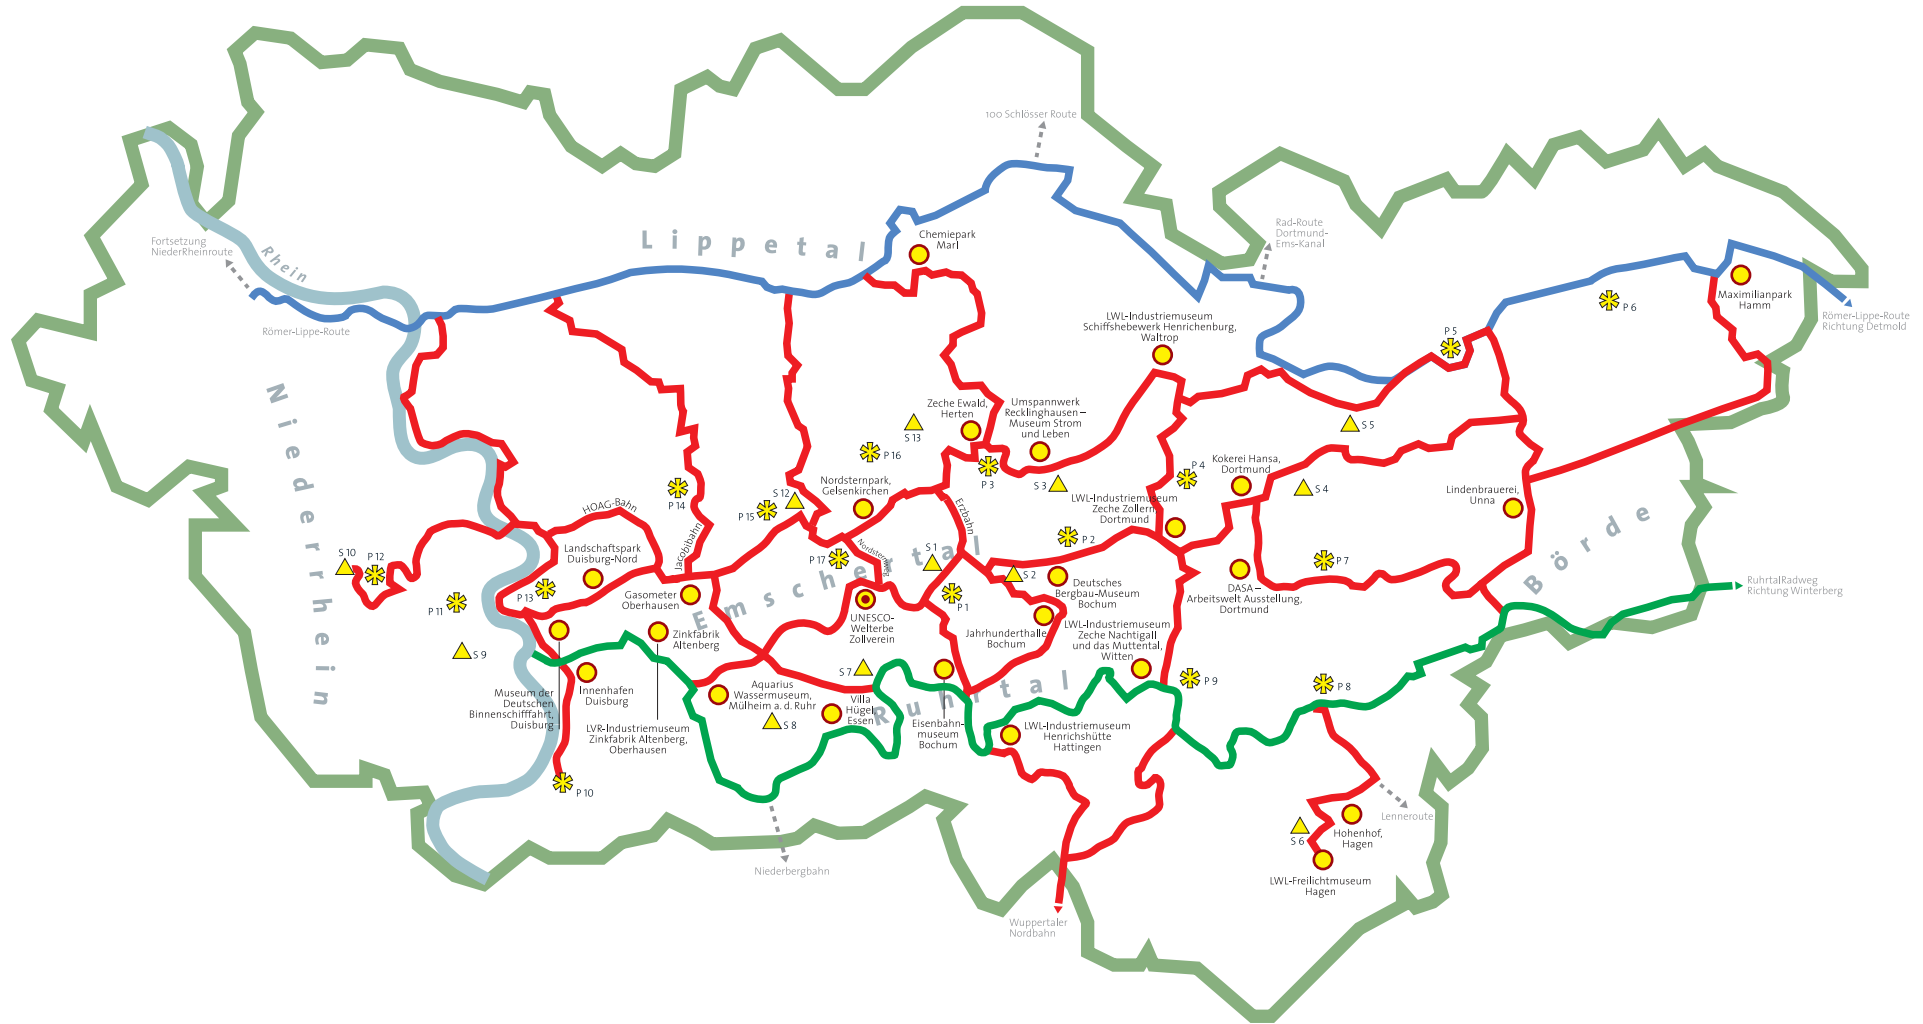 100 Schlösser Route
Fortsetzung
NiederRheinroute
Rhein
Lippetal
Chemiepark
Marl
Rad-Route
Dortmund-
Ems-Kanal
Römer-Lippe-Route
Maximilianpark
Hamm
Römer-Lippe-Route
Richtung Detmold
P 6
P 5
LWL-Industriemuseum
Schiffshebewerk Henrichenburg,
Waltrop
Niederrhein
Zeche Ewald,
Herten
Umspannwerk
Recklinghausen –
Museum Strom
und Leben
S 13
S 5
P 16
P 3
S 3
P 4
Kokerei Hansa,
Dortmund
S 4
Lindenbrauerei,
Unna
Börde
P 14
S 12
P 15
Nordsternpark,
Gelsenkirchen
Erzbahn
LWL-Industriemuseum
Zeche Zollern,
Dortmund
HOAG-Bahn
Jacobibahn
Landschaftspark
Duisburg-Nord
S 10
P 12
P 11
P 13
Gasometer
Oberhausen
Emschertal
P 17
Nordsternweg
S 1
P 2
S 2
P 1
Deutsches
Bergbau-Museum
Bochum
DASA –
Arbeitswelt Ausstellung,
Dortmund
P 7
RuhrtalRadweg
Richtung Winterberg
UNESCO-
Welterbe
Zollverein
Zinkfabrik
Altenberg
Jahrhunderthalle
Bochum
LWL-Industriemuseum
Zeche Nachtigall
und das Muttental,
Witten
S 9
S 7
P 9
P 8
Museum der
Deutschen
Binnenschifffahrt,
Duisburg
Innenhafen
Duisburg
LVR-Industriemuseum
Zinkfabrik Altenberg,
Oberhausen
Aquarius
Wassermuseum,
Mülheim a. d. Ruhr
S 8
Villa
Hügel,
Essen
Ruhrtal
Eisenbahn-
museum
Bochum
LWL-Industriemuseum
Henrichshütte
Hattingen
P 10
Lenneroute
Hohenhof,
Hagen
S 6
LWL-Freilichtmuseum
Hagen
Niederbergbahn
Wuppertaler
Nordbahn